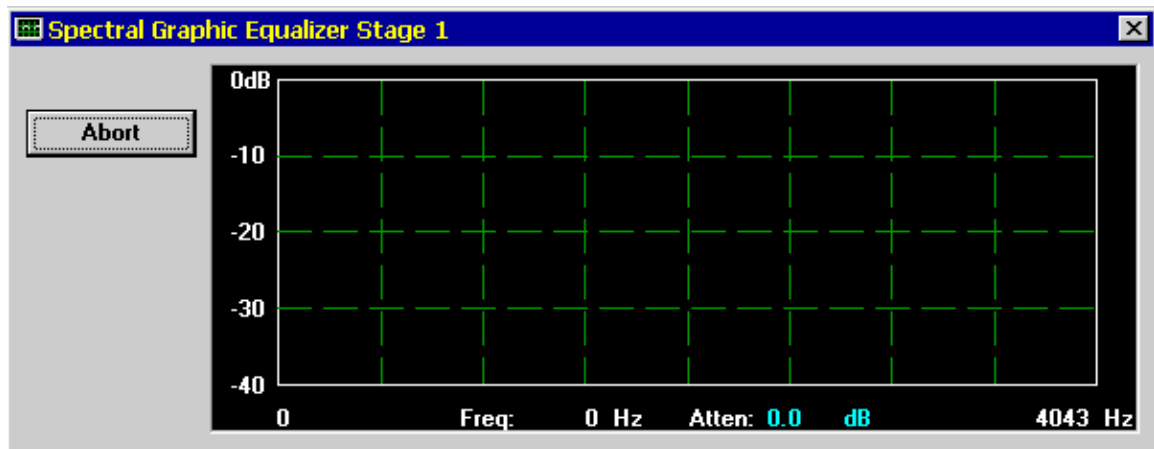 Spectral Graphic Equalizer Stage 1
Abort
0dB
-10
-20
-30
-40
0 Freq: 0 Hz Atten: 0.0 dB 4043 Hz